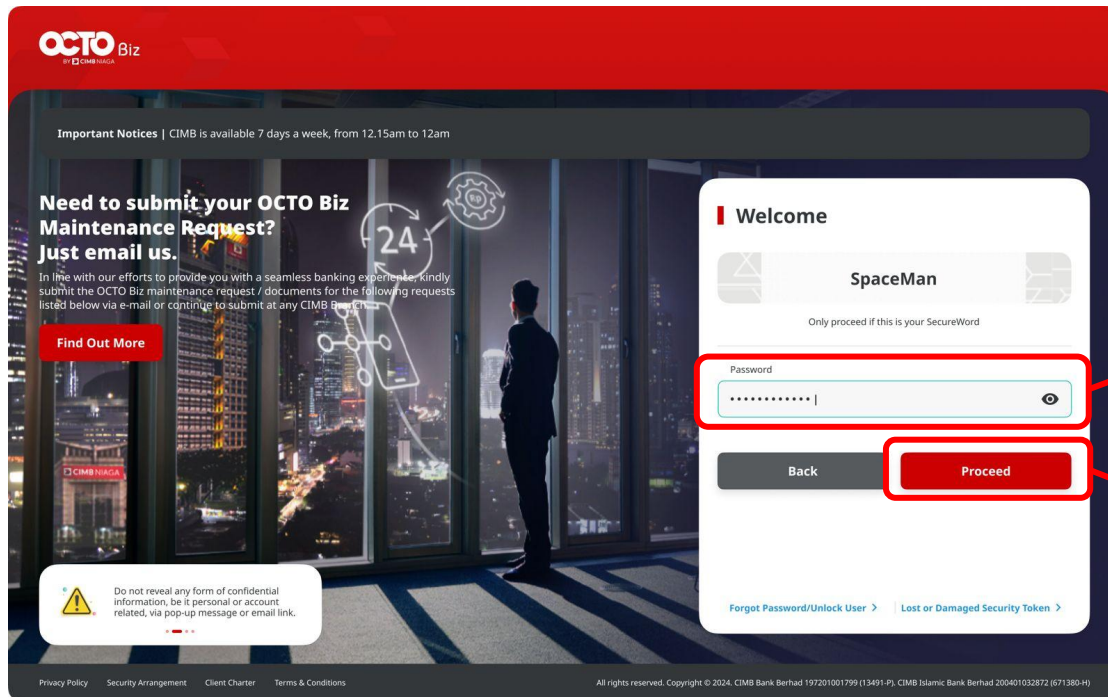 OCTO Biz
BY CIMB NIAGA
Important Notices | CIMB is available 7 days a week, from 12.15am to 12am
Need to submit your OCTO Biz
Maintenance Request?
Just email us.
In line with our efforts to provide you with a seamless banking experience, kindly
submit the OCTO Biz maintenance request / documents for the following requests
listed below via e-mail or continue to submit at any CIMB Branch.
Find Out More
24
Rp
CIMB NIAGA
Do not reveal any form of confidential
information, be it personal or account
related, via pop-up message or email link.
Welcome
SpaceMan
Only proceed if this is your SecureWord
Password
••••••••••••
Back
Proceed
Forgot Password/Unlock User >
Lost or Damaged Security Token >
Privacy Policy Security Arrangement Client Charter Terms & Conditions
All rights reserved. Copyright © 2024. CIMB Bank Berhad 197201001799 (13491-P). CIMB Islamic Bank Berhad 200401032872 (671380-H)